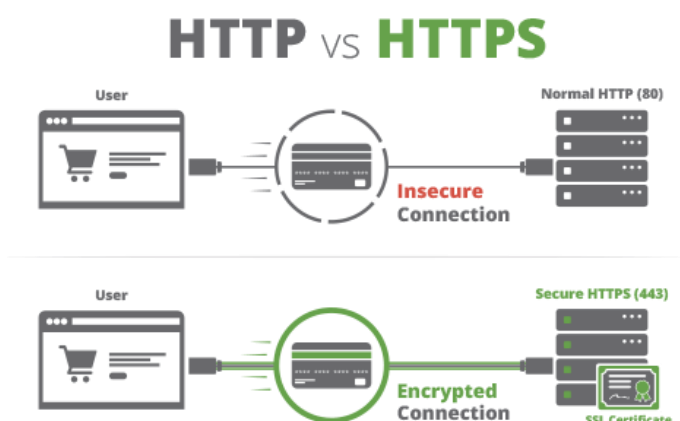 HTTP vs HTTPS
User
Normal HTTP (80)
Insecure
Connection
User
Secure HTTPS (443)
Encrypted
Connection
SSL Certificate